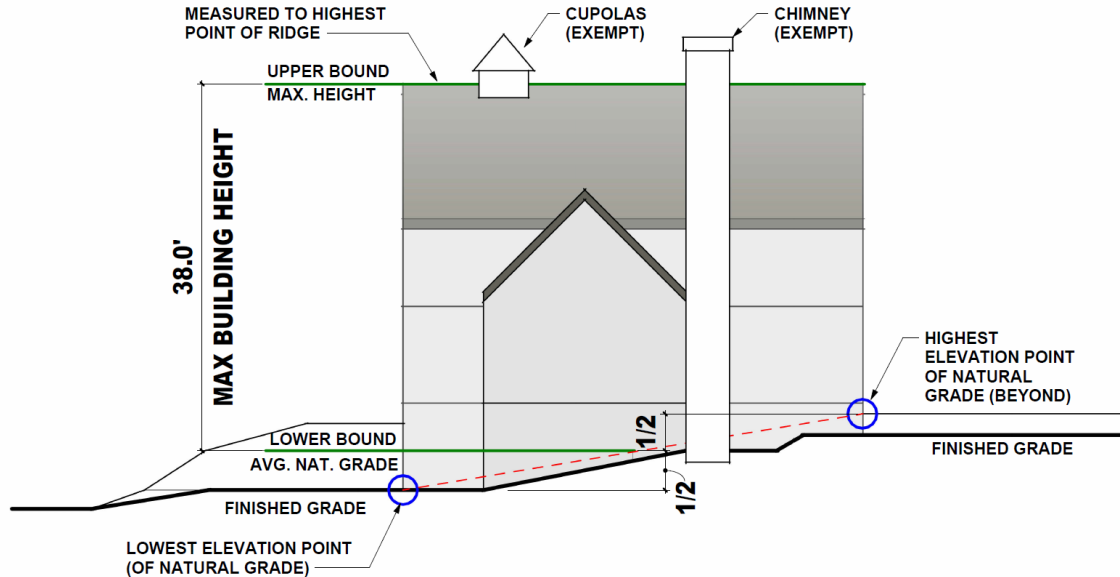 MEASURED TO HIGHEST
POINT OF RIDGE
CUPOLAS
(EXEMPT)
CHIMNEY
(EXEMPT)
UPPER BOUND
MAX. HEIGHT
38.0'
MAX BUILDING HEIGHT
HIGHEST
ELEVATION POINT
OF NATURAL
GRADE (BEYOND)
1/2
LOWER BOUND
AVG. NAT. GRADE
FINISHED GRADE
1/2
FINISHED GRADE
LOWEST ELEVATION POINT
(OF NATURAL GRADE)